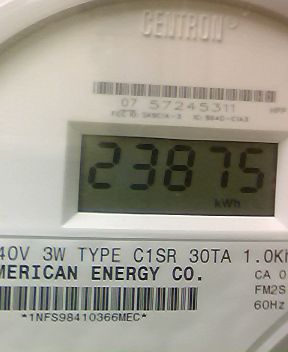 CENTRON
07 57245311
23875
kWh
40V 3W TYPE C1SR 30TA 1.0Kh
MERICAN ENERGY CO.
CA 0
FM2S
60Hz
*1NFS98410366MEC*